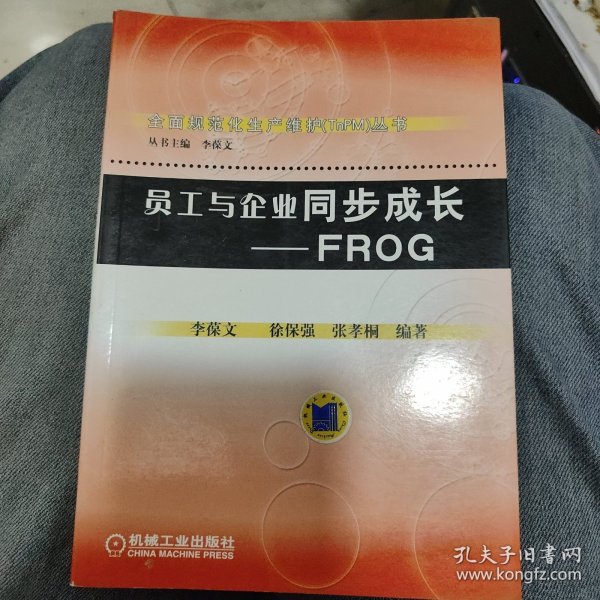 全面规范化生产维护(TnPM)丛书
丛书主编 李葆文
员工与企业同步成长
——FROG
李葆文 徐保强 张孝桐 编著
机械工业出版社
CHINA MACHINE PRESS
孔夫子旧书网
www.kongfz.com